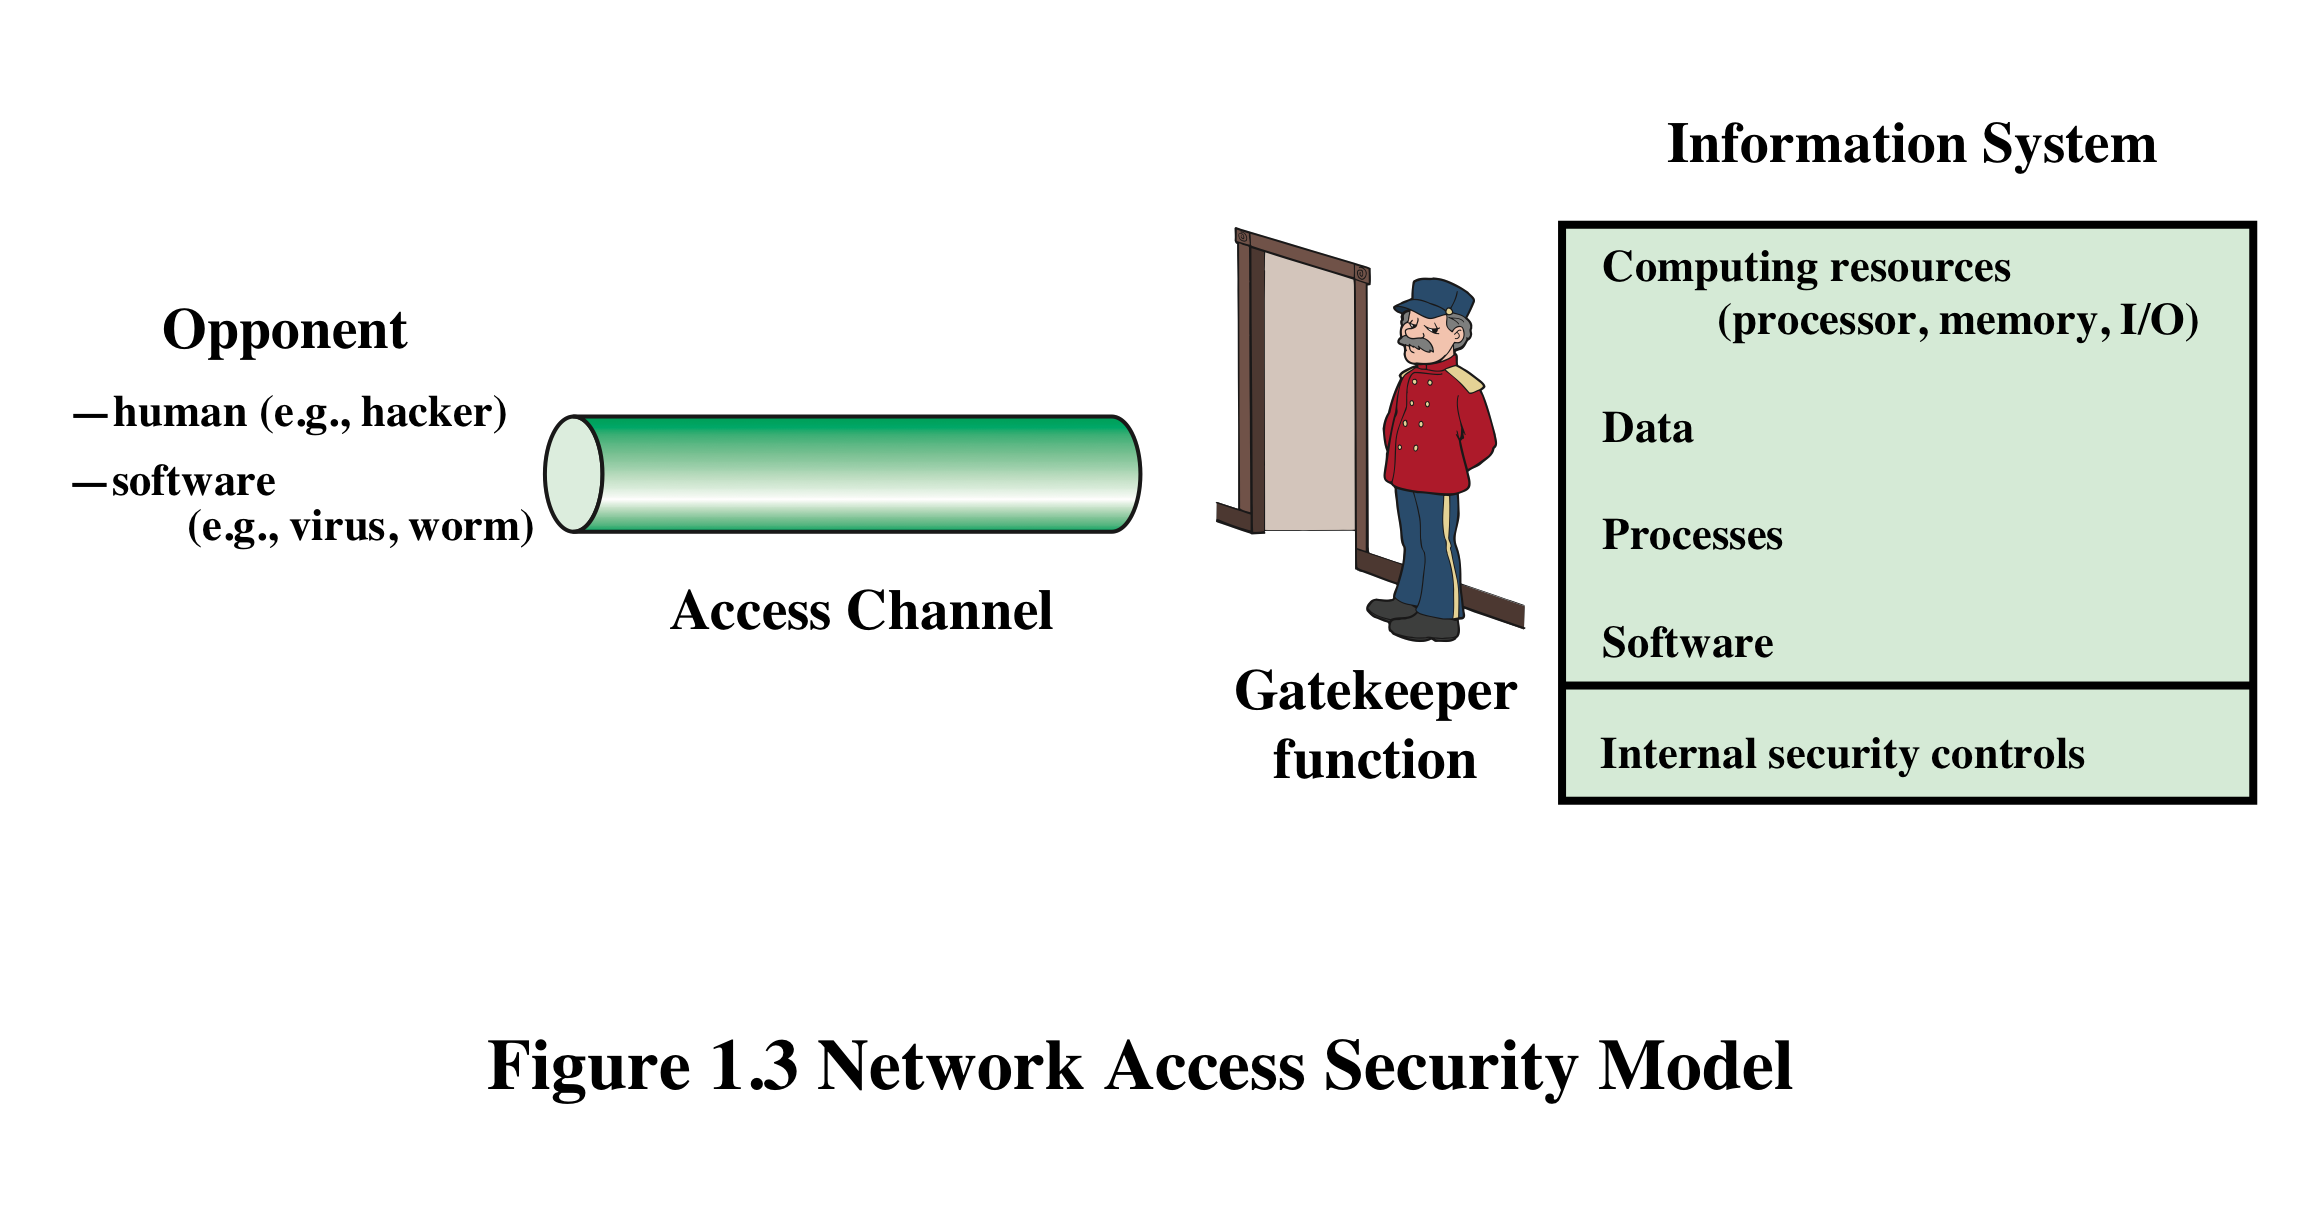 Information System
Opponent
—human (e.g., hacker)
—software
(e.g., virus, worm)
Access Channel
Gatekeeper
function
Computing resources
(processor, memory, I/O)
Data
Processes
Software
Internal security controls
Figure 1.3 Network Access Security Model